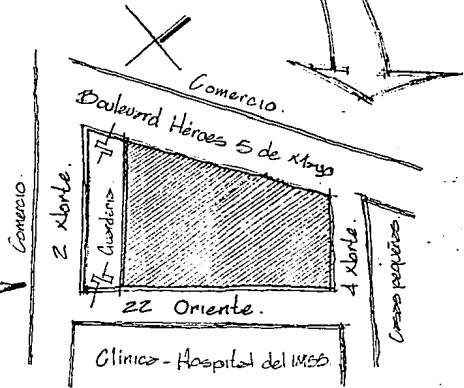 Comercio.
Boulevard Héroes 5 de Mayo
Comercio
2 Norte.
Guardería
4 Norte.
Casas pequeñas.
22 Oriente.
Clínica - Hospital del IMSS